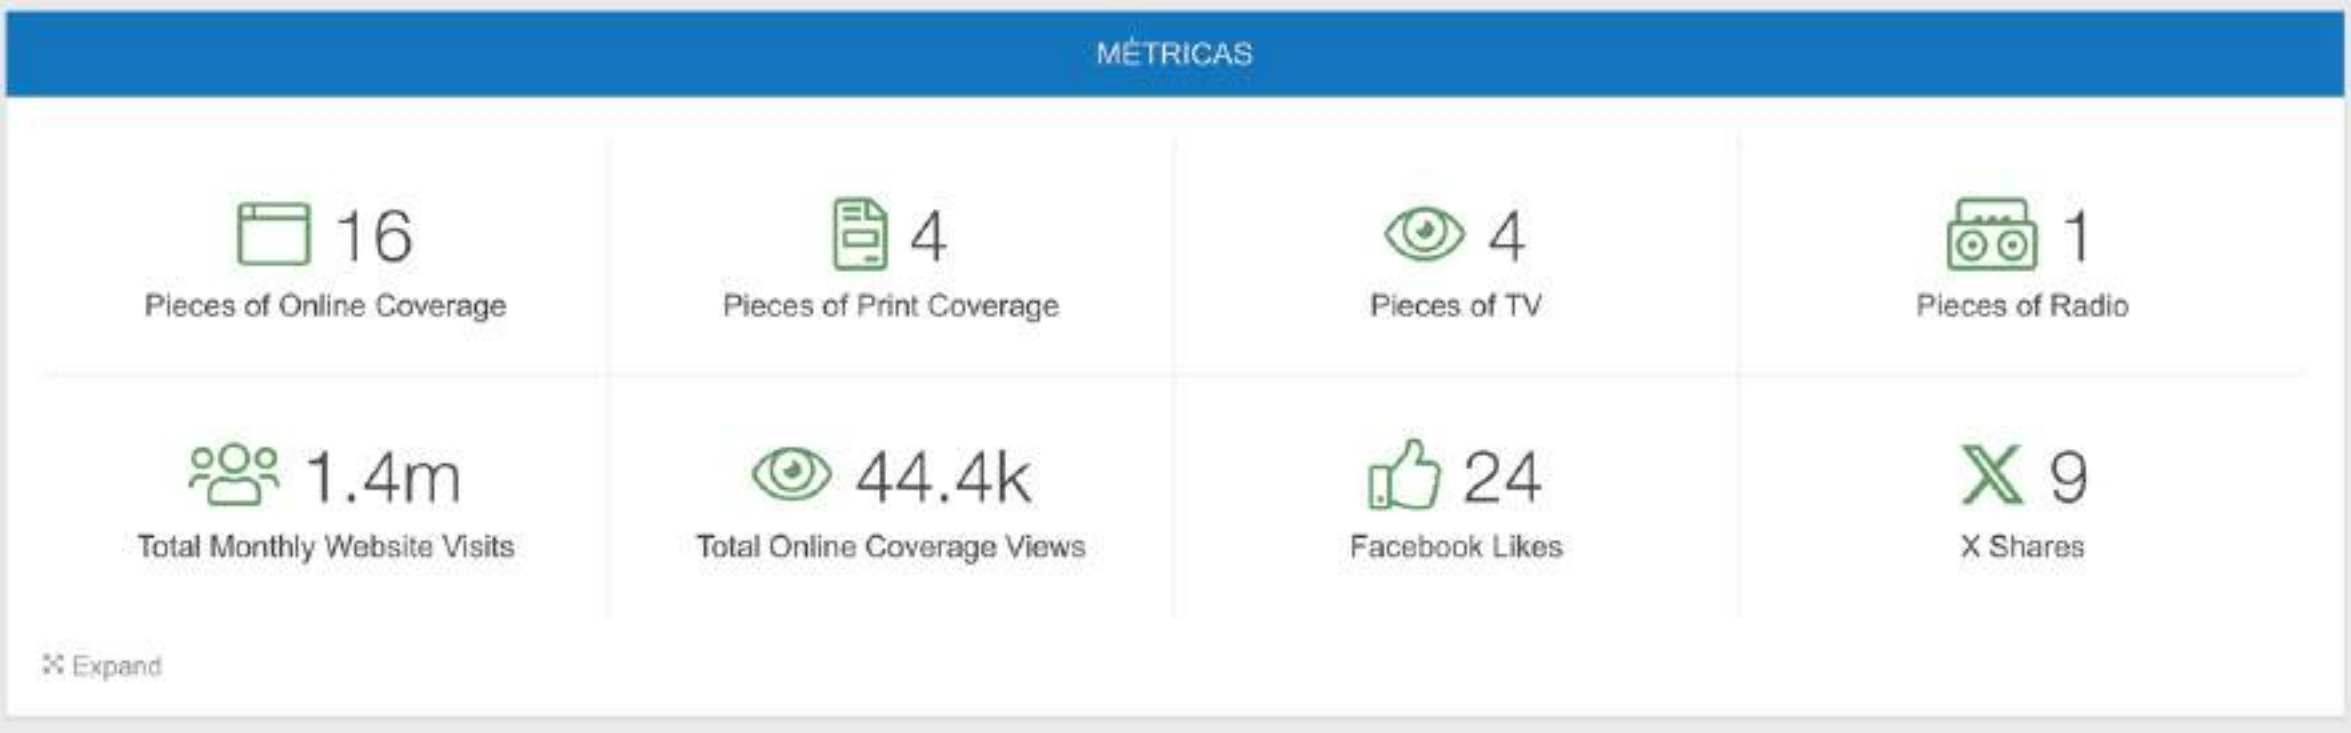 MÉTRICAS
16
Pieces of Online Coverage
4
Pieces of Print Coverage
4
Pieces of TV
1
Pieces of Radio
1.4m
Total Monthly Website Visits
44.4k
Total Online Coverage Views
24
Facebook Likes
9
X Shares
Expand